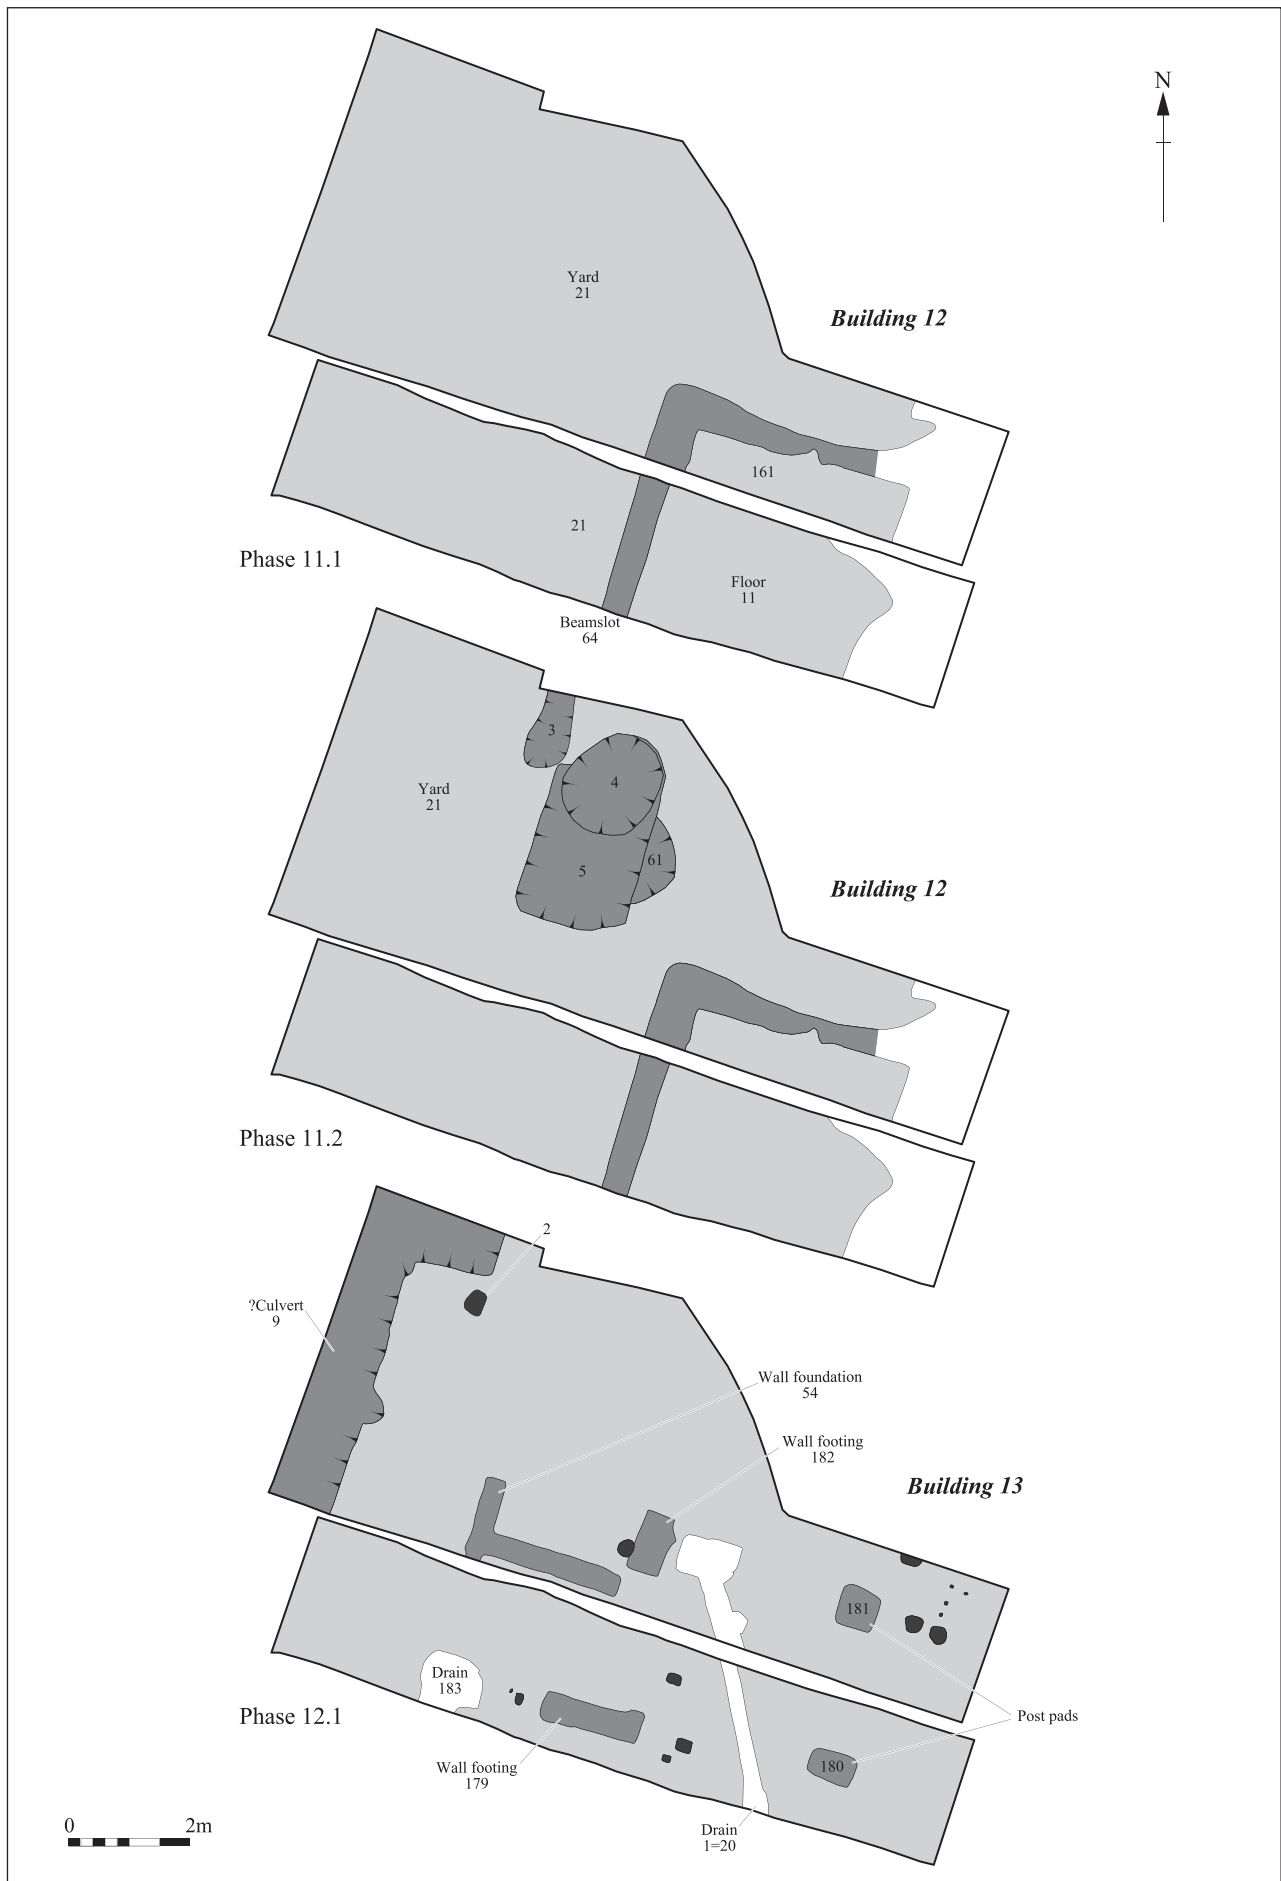 N
Yard
21
Building 12
161
21
Phase 11.1
Floor
11
Beamslot
64
3
4
Yard
21
5
61
Building 12
Phase 11.2
2
?Culvert
9
Wall foundation
54
Wall footing
182
Building 13
181
Drain
183
Phase 12.1
Post pads
180
Wall footing
179
0 2m
Drain
1=20